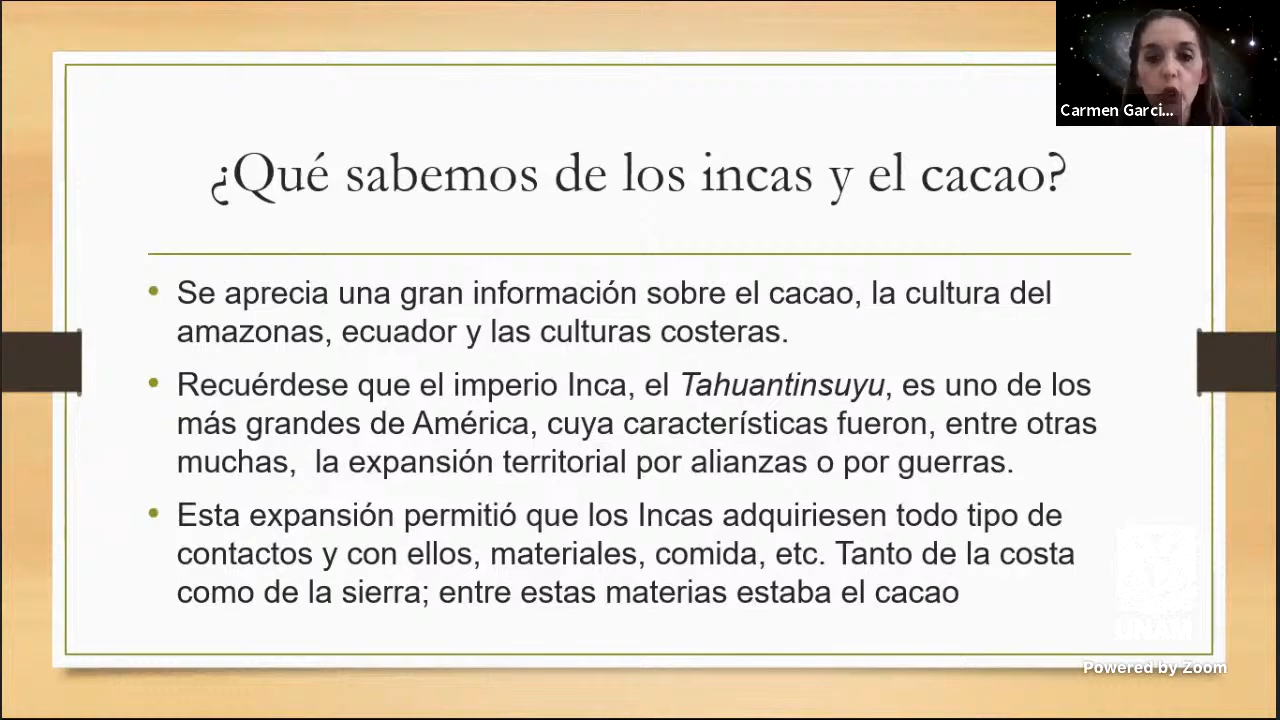 Carmen Garci...
¿Qué sabemos de los incas y el cacao?
• Se aprecia una gran información sobre el cacao, la cultura del
amazonas, ecuador y las culturas costeras.
• Recuérdese que el imperio Inca, el Tahuantinsuyu, es uno de los
más grandes de América, cuya características fueron, entre otras
muchas,  la expansión territorial por alianzas o por guerras.
• Esta expansión permitió que los Incas adquiriesen todo tipo de
contactos y con ellos, materiales, comida, etc. Tanto de la costa
como de la sierra; entre estas materias estaba el cacao
UNAM
Powered by Zoom